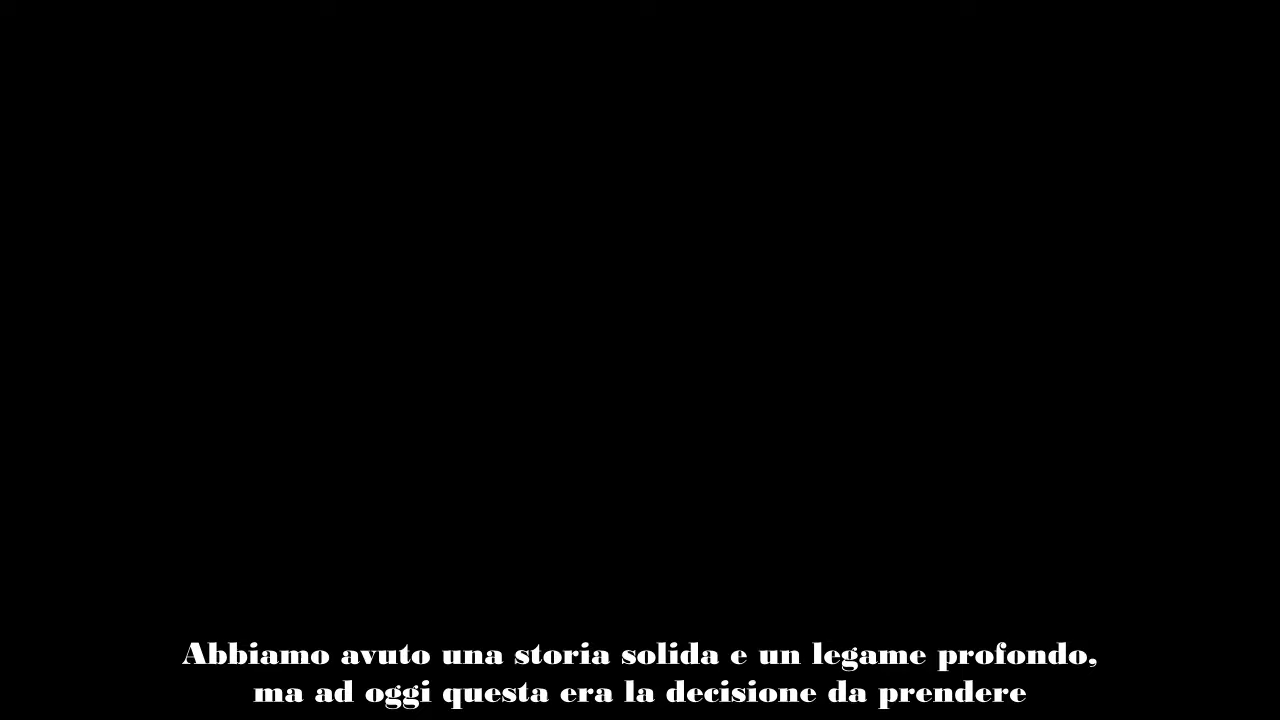 Abbiamo avuto una storia solida e un legame profondo,
ma ad oggi questa era la decisione da prendere